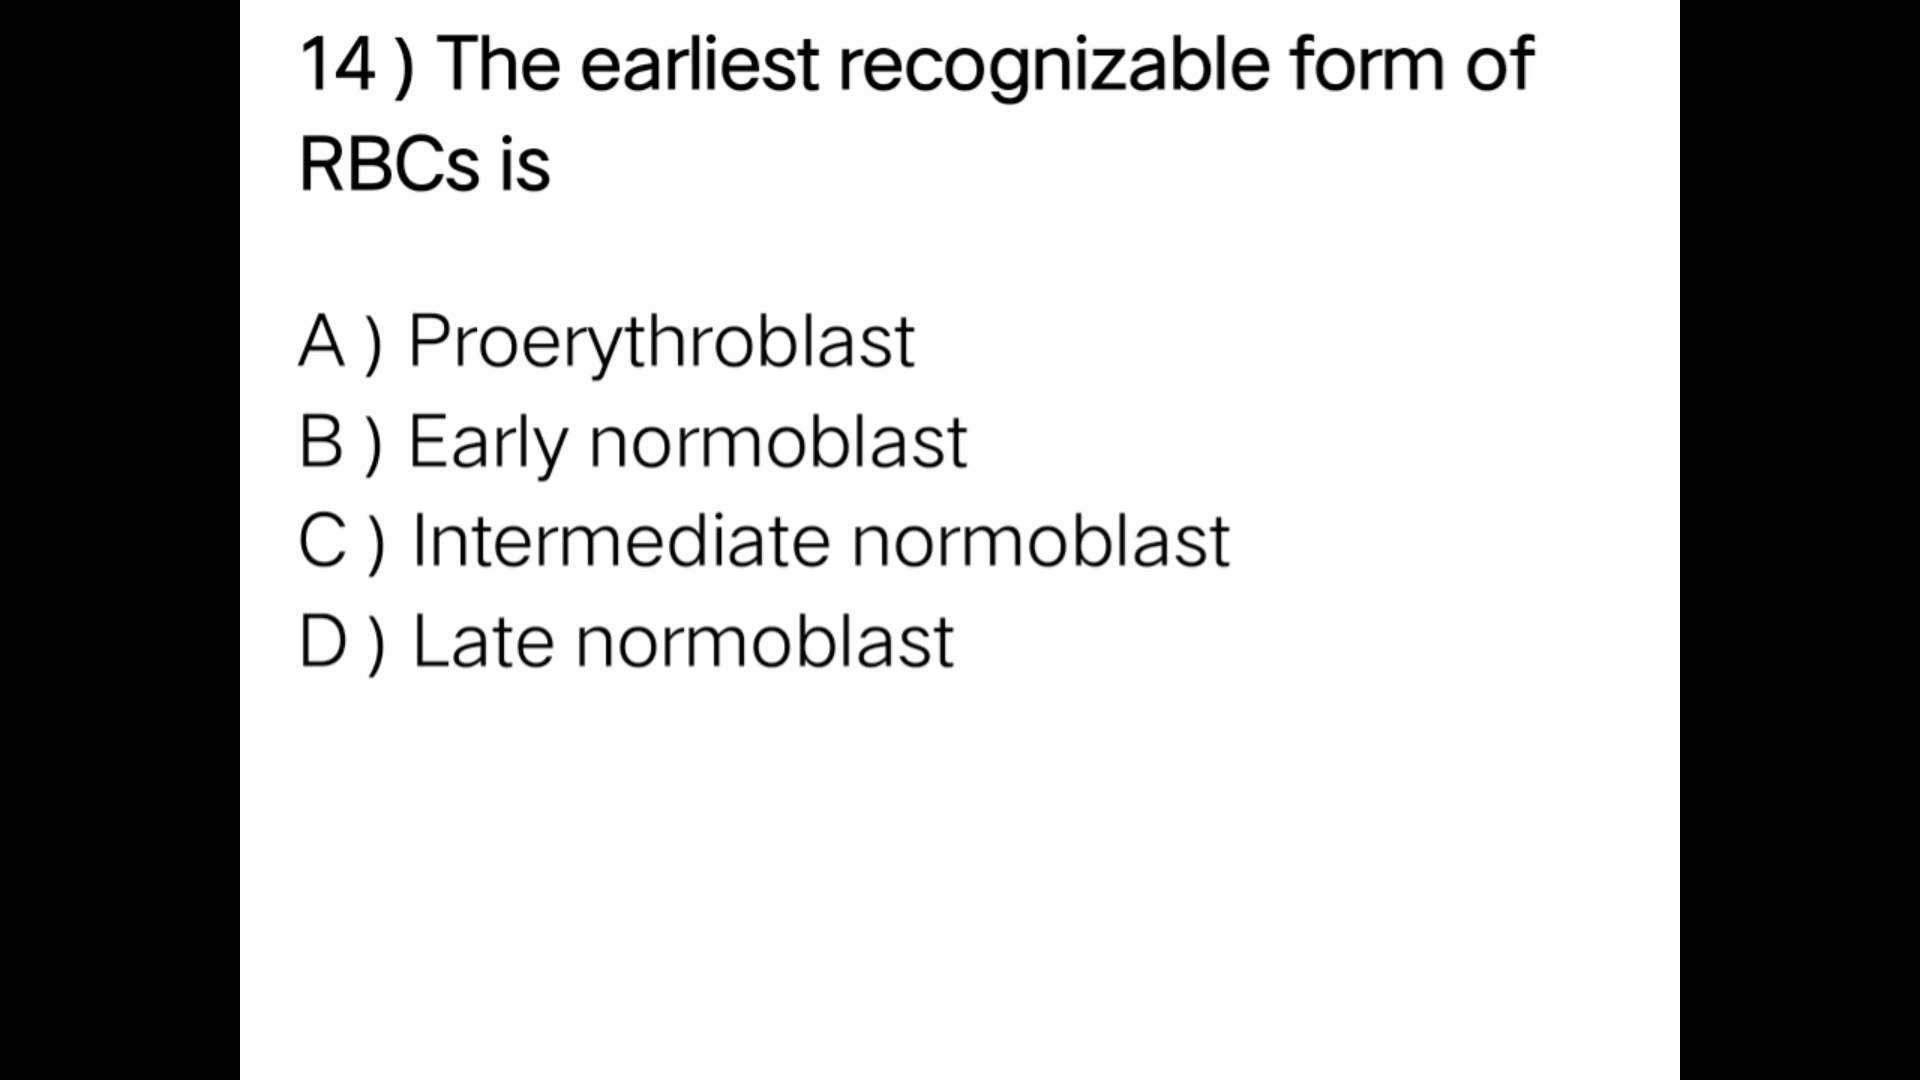 14 ) The earliest recognizable form of
RBCs is
A ) Proerythroblast
B ) Early normoblast
C ) Intermediate normoblast
D ) Late normoblast